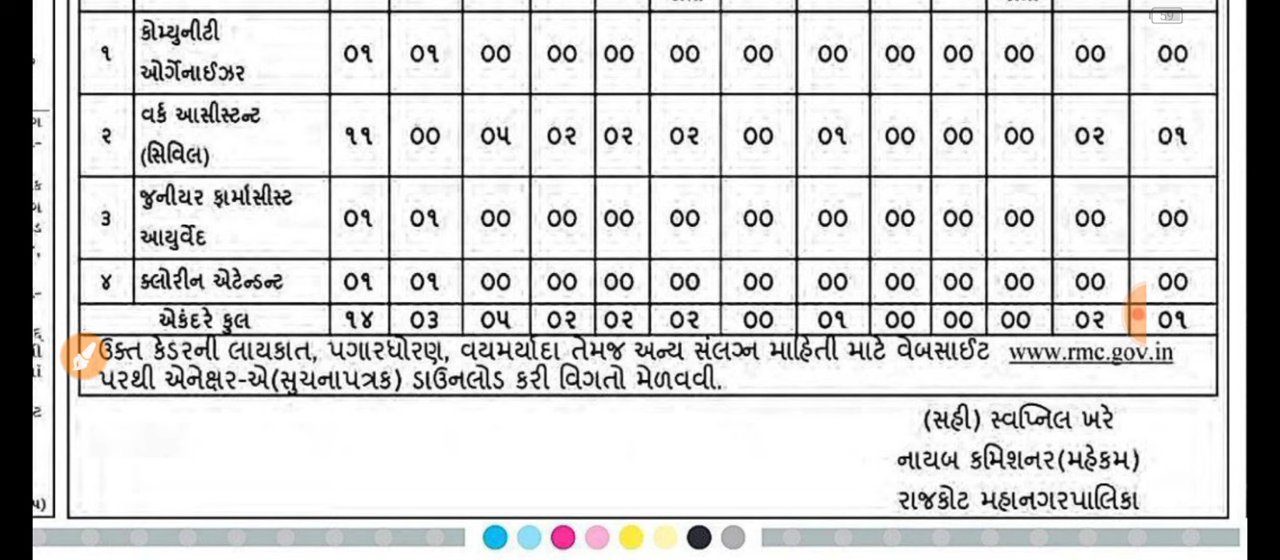 59
કોમ્યુનીટી
૧ ઓર્ગેનાઈઝર ૦૧ ૦૧ ૦૦ ૦૦ ૦૦ ૦૦ ૦૦ ૦૦ ૦૦ ૦૦ ૦૦ ૦૦ ૦૦
વર્ક આસીસ્ટન્ટ
૨ (સિવિલ) ૧૧ ૦૦ ૦૫ ૦૨ ૦૨ ૦૨ ૦૦ ૦૧ ૦૦ ૦૦ ૦૦ ૦૨ ૦૧
જુનીયર ફાર્માસીસ્ટ
૩ આયુર્વેદ ૦૧ ૦૧ ૦૦ ૦૦ ૦૦ ૦૦ ૦૦ ૦૦ ૦૦ ૦૦ ૦૦ ૦૦ ૦૦
૪ ક્લોરીન એટેન્ડન્ટ ૦૧ ૦૧ ૦૦ ૦૦ ૦૦ ૦૦ ૦૦ ૦૦ ૦૦ ૦૦ ૦૦ ૦૦ ૦૦
એકંદરે કુલ ૧૪ ૦૩ ૦૫ ૦૨ ૦૨ ૦૨ ૦૦ ૦૧ ૦૦ ૦૦ ૦૦ ૦૨ ૦૧
ઉક્ત કેડરની લાયકાત, પગારધોરણ, વયમર્યાદા તેમજ અન્ય સંલગ્ન માહિતી માટે વેબસાઈટ www.rmc.gov.in
પરથી એનેક્ષર-એ(સુચનાપત્રક) ડાઉનલોડ કરી વિગતો મેળવવી.
(સહી) સ્વપ્નિલ ખરે
નાયબ કમિશનર(મહેકમ)
રાજકોટ મહાનગરપાલિકા